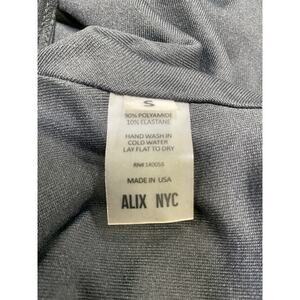 S
90% POLYAMIDE
10% ELASTANE
HAND WASH IN
COLD WATER
LAY FLAT TO DRY
RN# 140058
MADE IN USA
ALIX NYC